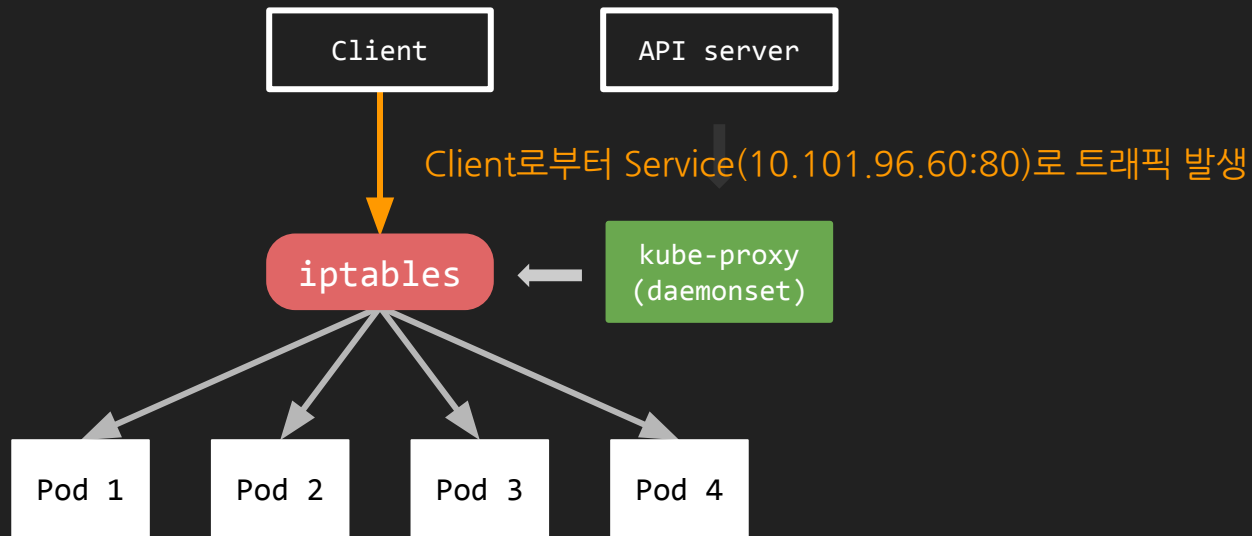 Client
API server
Client로부터 Service(10.101.96.60:80)로 트래픽 발생
iptables
kube-proxy
(daemonset)
Pod 1
Pod 2
Pod 3
Pod 4